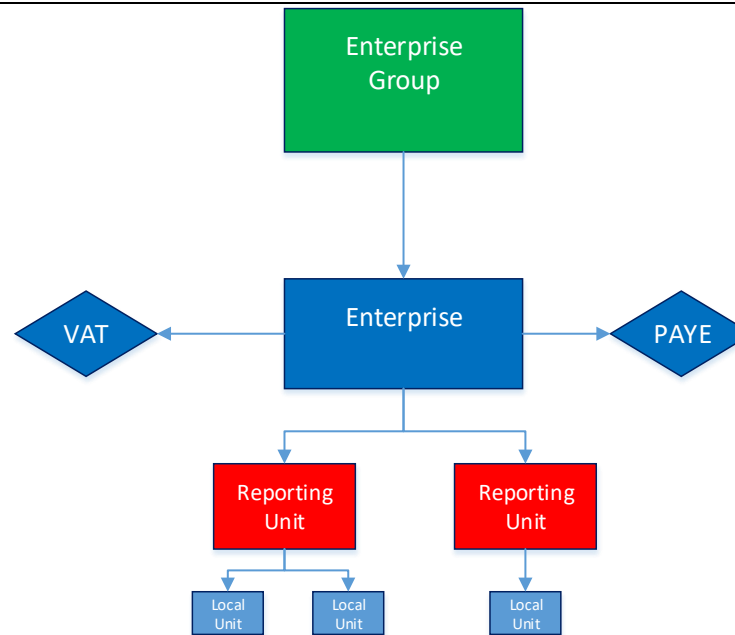 Enterprise
Group
VAT
Enterprise
PAYE
Reporting
Unit
Reporting
Unit
Local
Unit
Local
Unit
Local
Unit